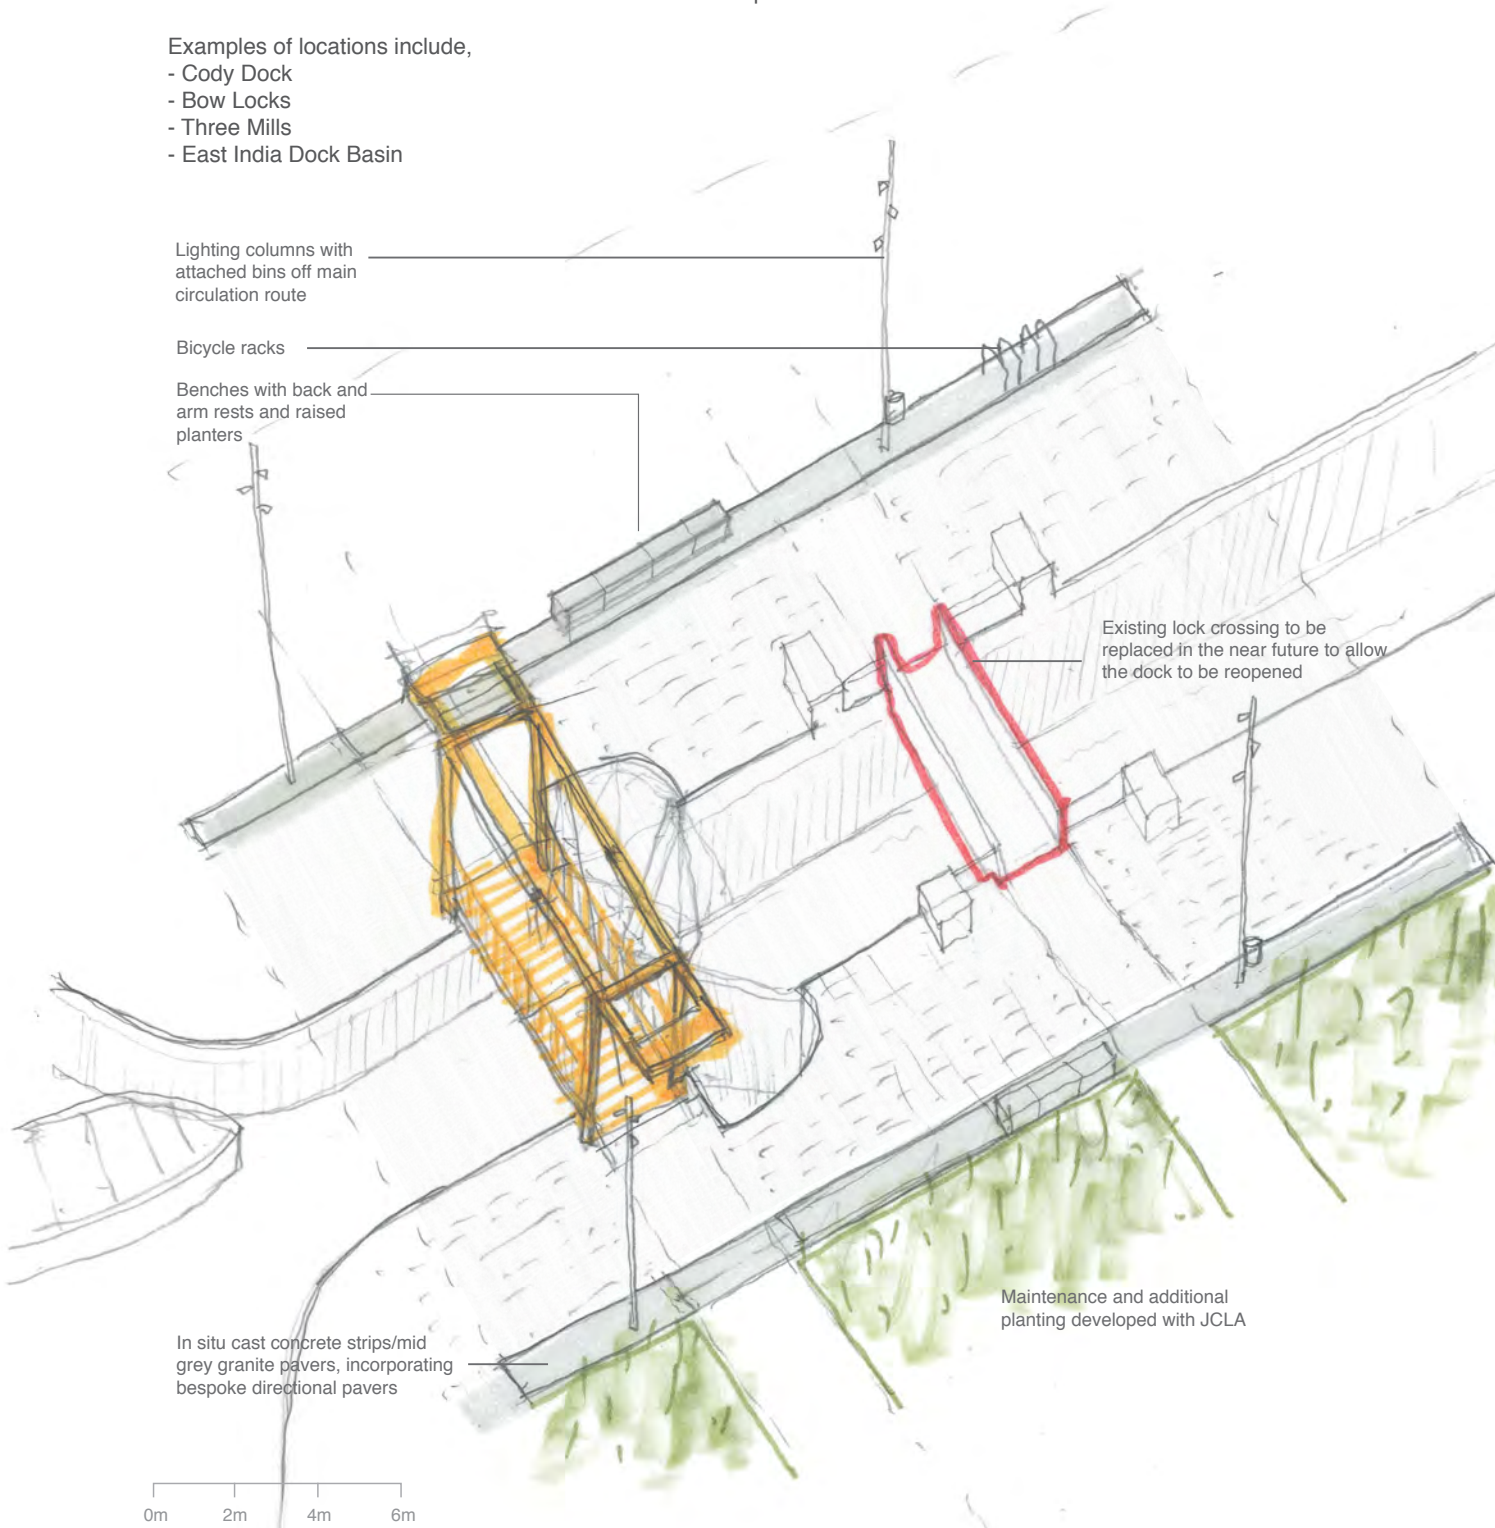 Examples of locations include,
- Cody Dock
- Bow Locks
- Three Mills
- East India Dock Basin
Lighting columns with
attached bins off main
circulation route
Bicycle racks
Benches with back and
arm rests and raised
planters
Existing lock crossing to be
replaced in the near future to allow
the dock to be reopened
Maintenance and additional
planting developed with JCLA
In situ cast concrete strips/mid
grey granite pavers, incorporating
bespoke directional pavers
0m 2m 4m 6m